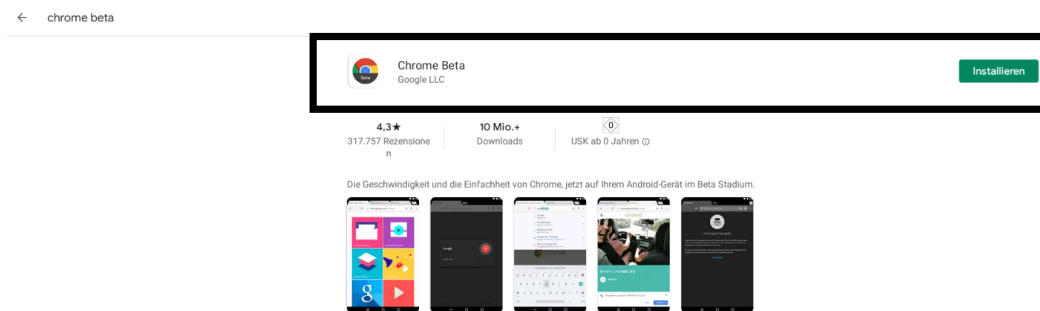 chrome beta
Chrome Beta
Google LLC
Installieren
4,3★
317.757 Rezensione
n
10 Mio.+
Downloads
0
USK ab 0 Jahren
Die Geschwindigkeit und die Einfachheit von Chrome, jetzt auf Ihrem Android-Gerät im Beta Stadium.